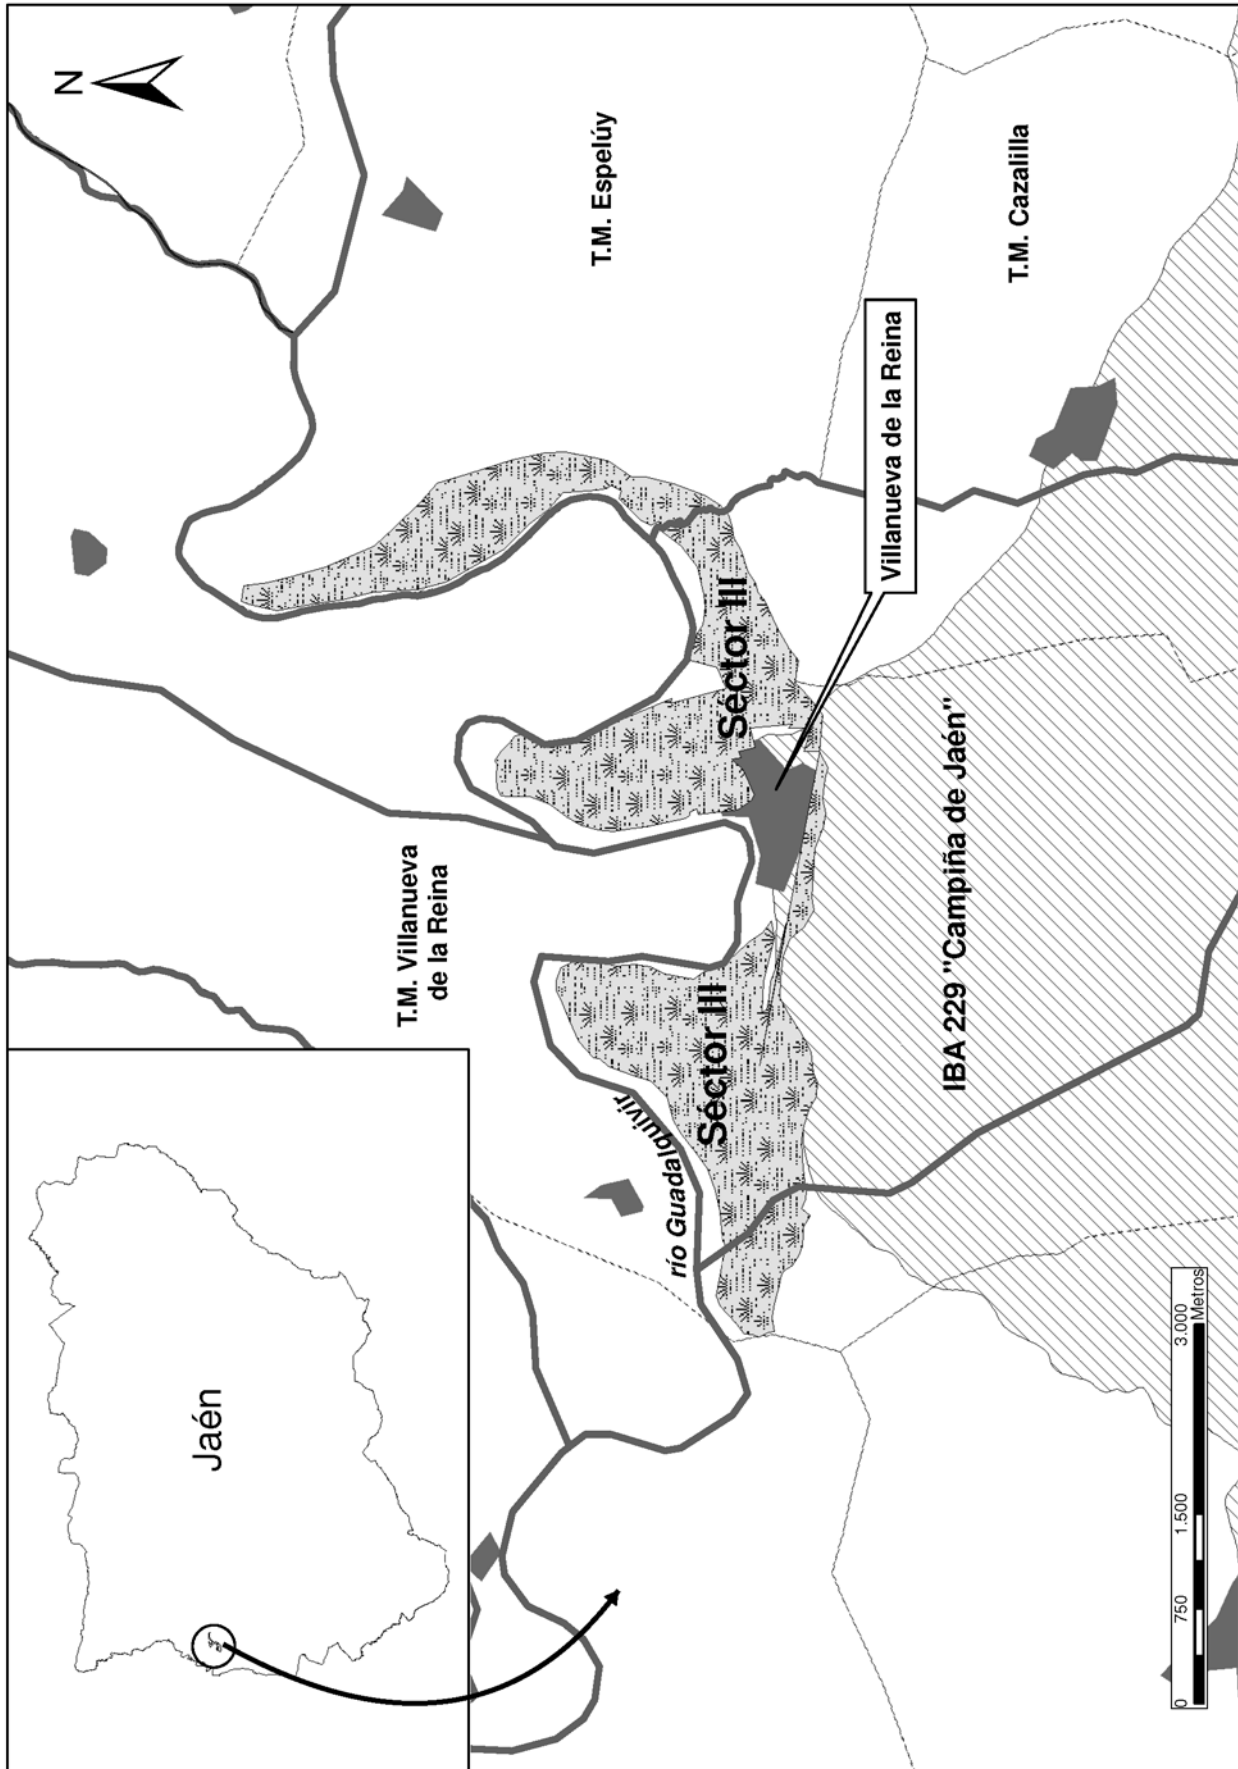 Jaén
N
T.M. Villanueva
de la Reina
T.M. Espelúy
río Guadalquivir
Séctor III
Séctor III
Villanueva de la Reina
T.M. Cazalilla
IBA 229 "Campiña de Jaén"
0 750 1.500 3.000
Metros